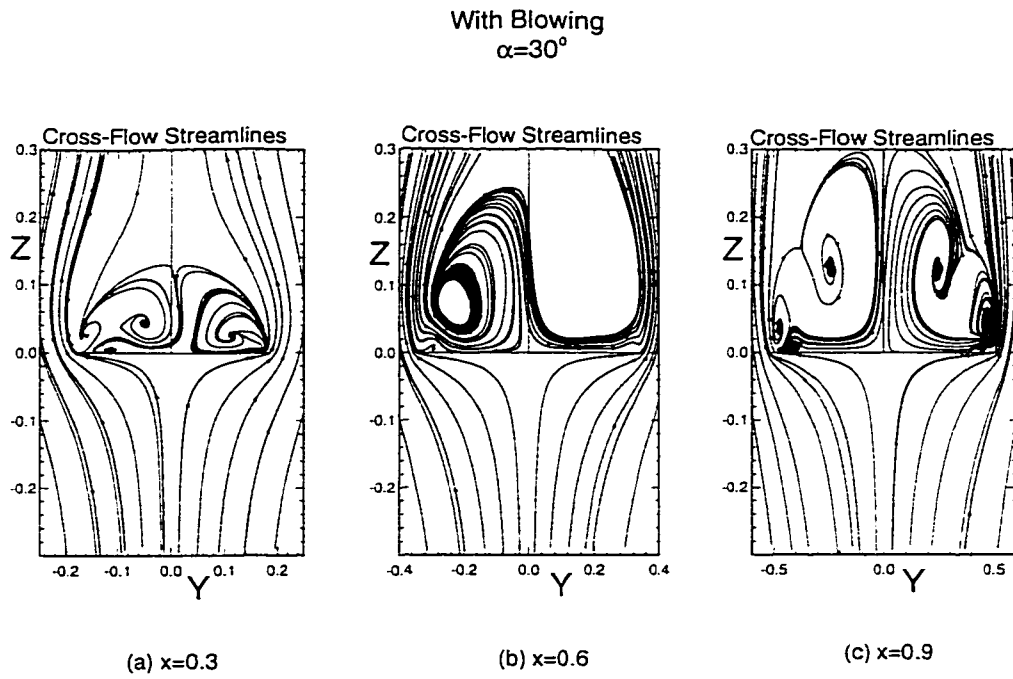 With Blowing
α=30°
Cross-Flow Streamlines
0.3
0.2
Z
0.1
0.0
-0.1
-0.2
-0.2
-0.1
0.0
0.1
0.2
Y
(a) x=0.3
Cross-Flow Streamlines
0.3
0.2
Z
0.1
0.0
-0.1
-0.2
-0.4
-0.2
0.0
0.2
0.4
Y
(b) x=0.6
Cross-Flow Streamlines
0.3
0.2
Z
0.1
0.0
-0.1
-0.2
-0.5
0.0
0.5
Y
(c) x=0.9